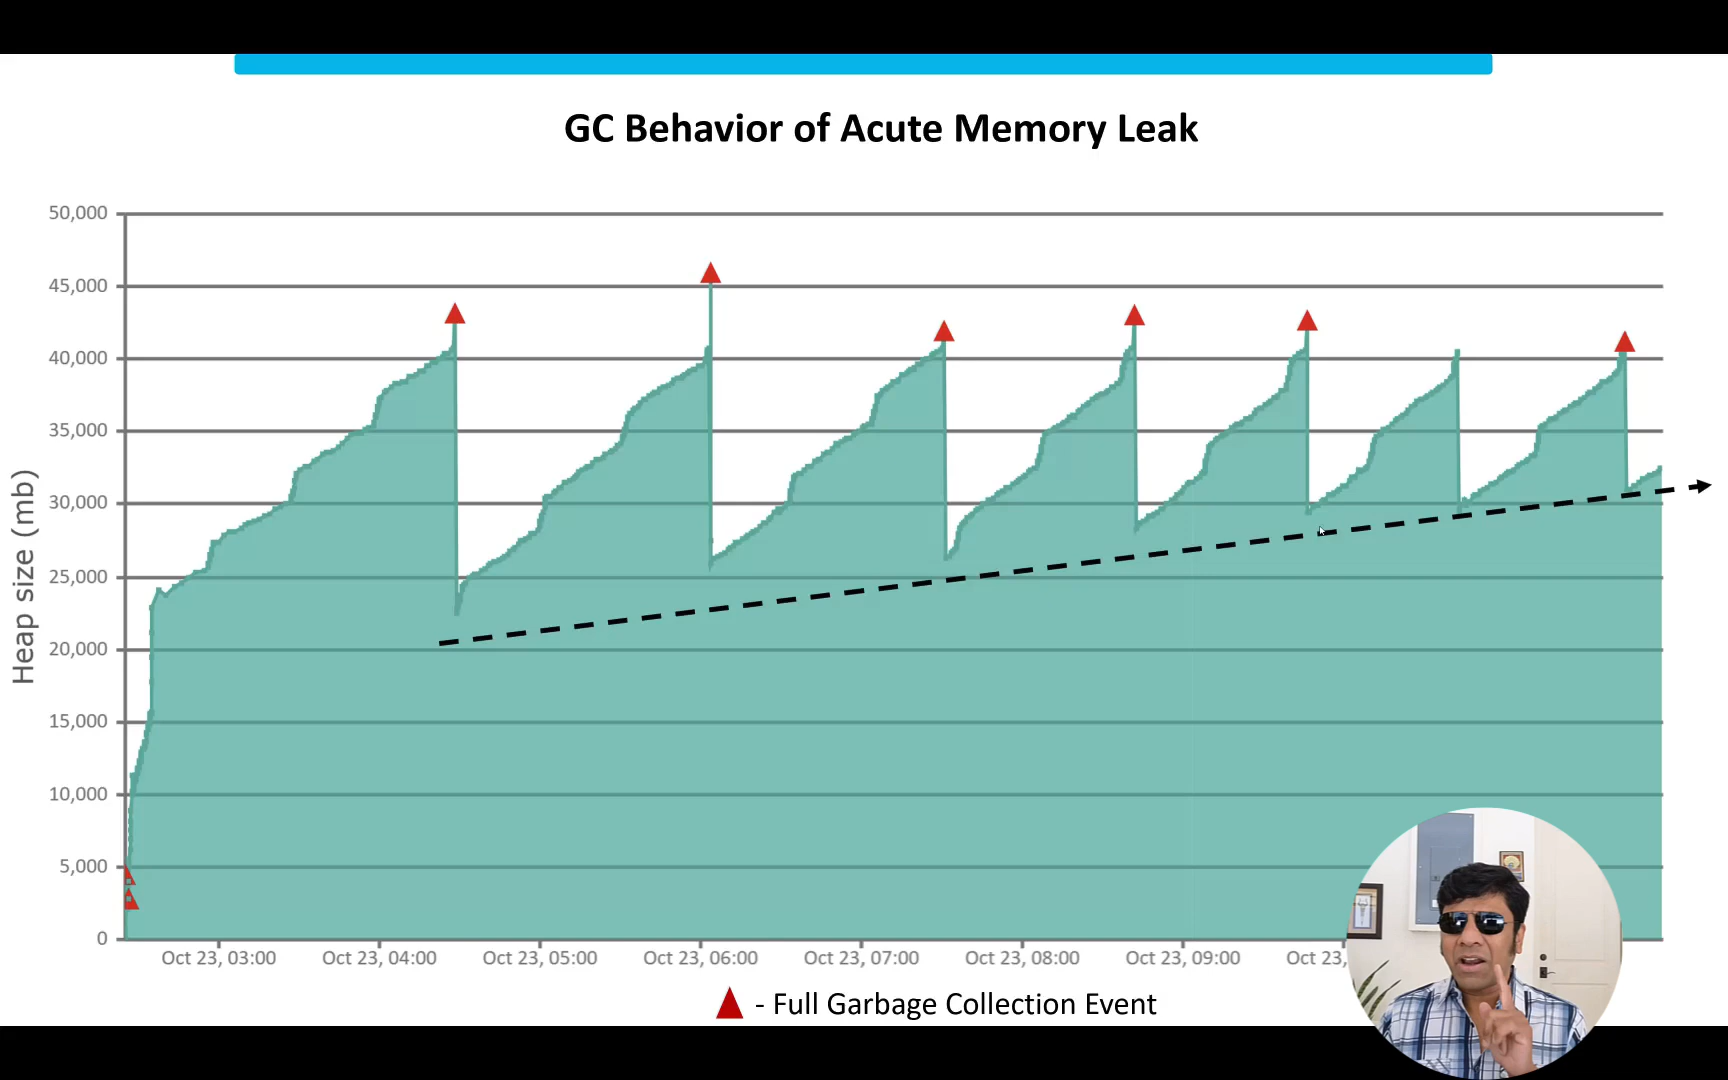 GC Behavior of Acute Memory Leak
50,000
45,000
40,000
35,000
30,000
25,000
20,000
15,000
10,000
5,000
0
Heap size (mb)
Oct 23, 03:00 Oct 23, 04:00 Oct 23, 05:00 Oct 23, 06:00 Oct 23, 07:00 Oct 23, 08:00 Oct 23, 09:00 Oct 23,
- Full Garbage Collection Event